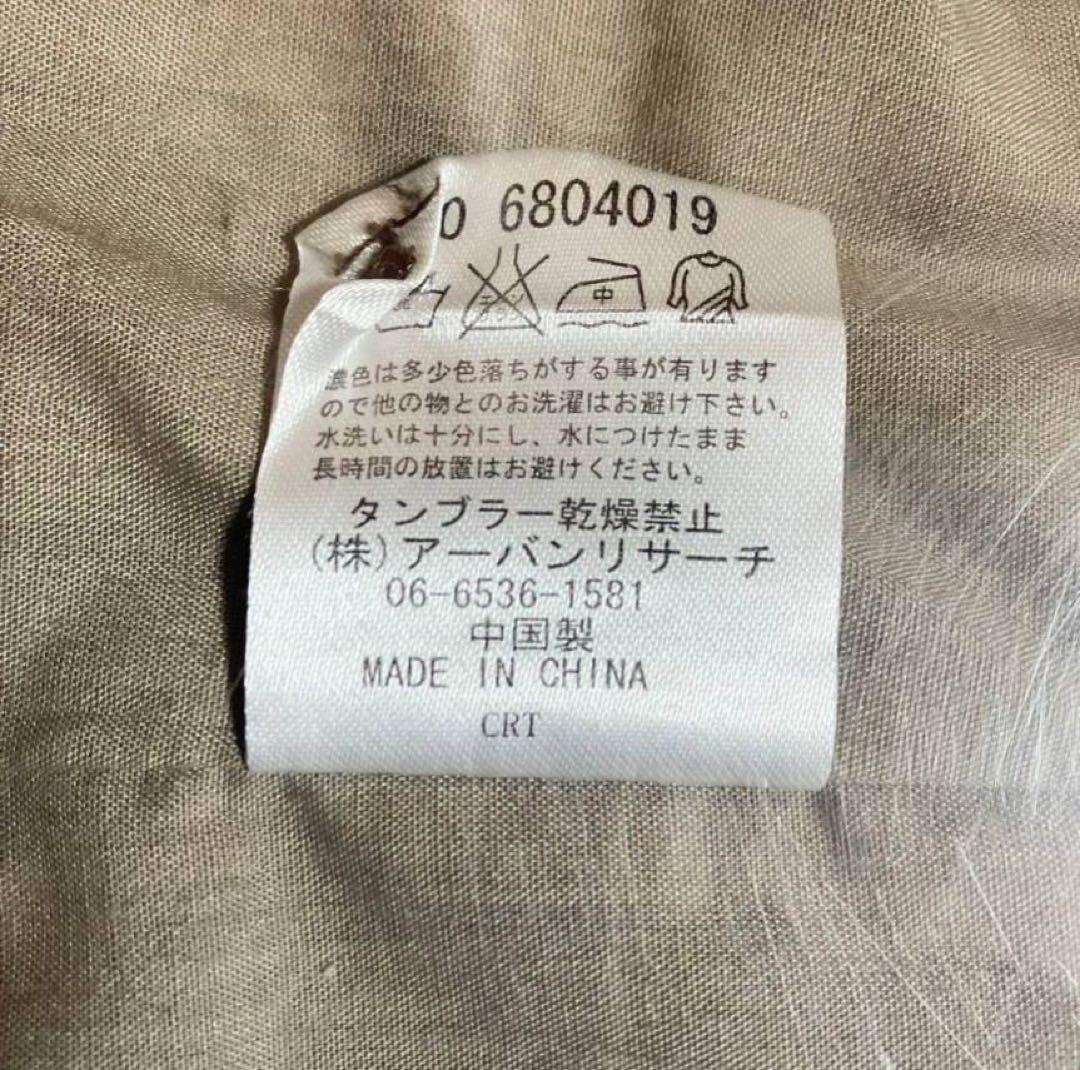 0 6804019
中
濃色は多少色落ちがする事が有ります
ので他の物とのお洗濯はお避け下さい。
水洗いは十分にし、水につけたまま
長時間の放置はお避けください。
タンブラー乾燥禁止
(株)アーバンリサーチ
06-6536-1581
中国製
MADE IN CHINA
CRT